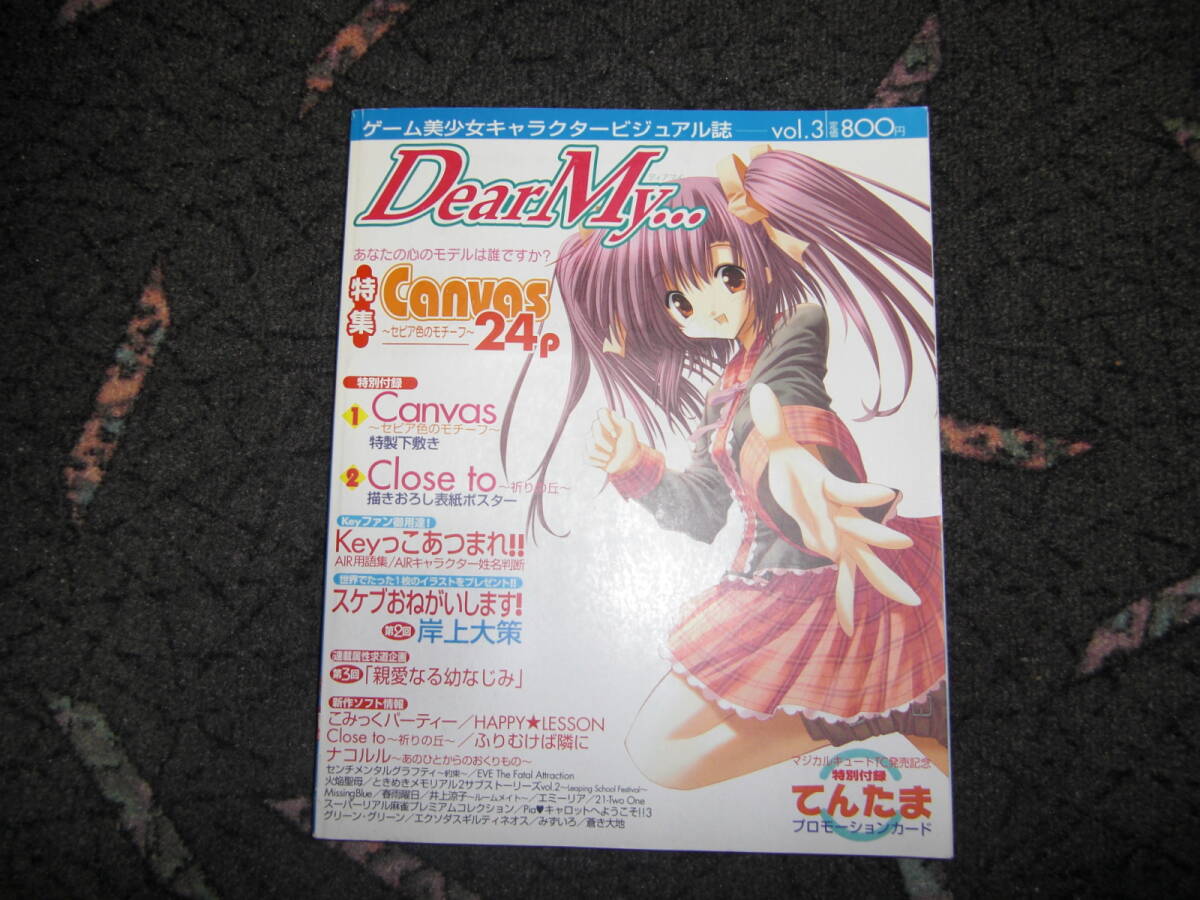 ゲーム美少女キャラクタービジュアル誌 vol.3 定価800円
DearMy...
ディアマイ
あなたの心のモデルは誰ですか?
特集
Canvas
～セピア色のモチーフ～
24p
特別付録
1 Canvas
～セピア色のモチーフ～
特製下敷き
2 Close to～祈りの丘～
描きおろし表紙ポスター
Keyファン御用達!
Keyっこあつまれ!!
AIR用語集/AIRキャラクター姓名判断
世界でたった1枚のイラストをプレゼント!!
スケブおねがいします!
第2回 岸上大策
連載属性求道企画
第3回「親愛なる幼なじみ」
新作ソフト情報
こみっくパーティー/HAPPY★LESSON
Close to～祈りの丘～/ふりむけば隣に
ナコルル～あのひとからのおくりもの～
センチメンタルグラフティ～約束～/EVE The Fatal Attraction
火焔聖母/ときめきメモリアル2サブストーリーズvol.2～Leaping School Festival～
MissingBlue/春雨曜日/井上涼子～ルームメイト～/エミーリア/21-Two One
スーパーリアル麻雀プレミアムコレクション/Pia♥キャロットへようこそ!!3
グリーン・グリーン/エクソダスギルティネオス/みずいろ/蒼き大地
マジカルキュートTC発売記念
特別付録
てんたま
プロモーションカード